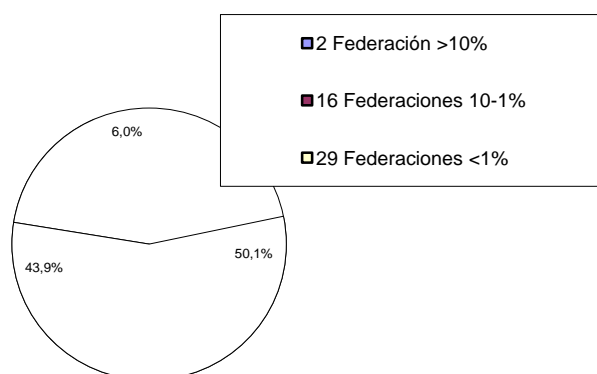 2 Federación >10%
16 Federaciones 10-1%
29 Federaciones <1%
6,0%
43,9%
50,1%